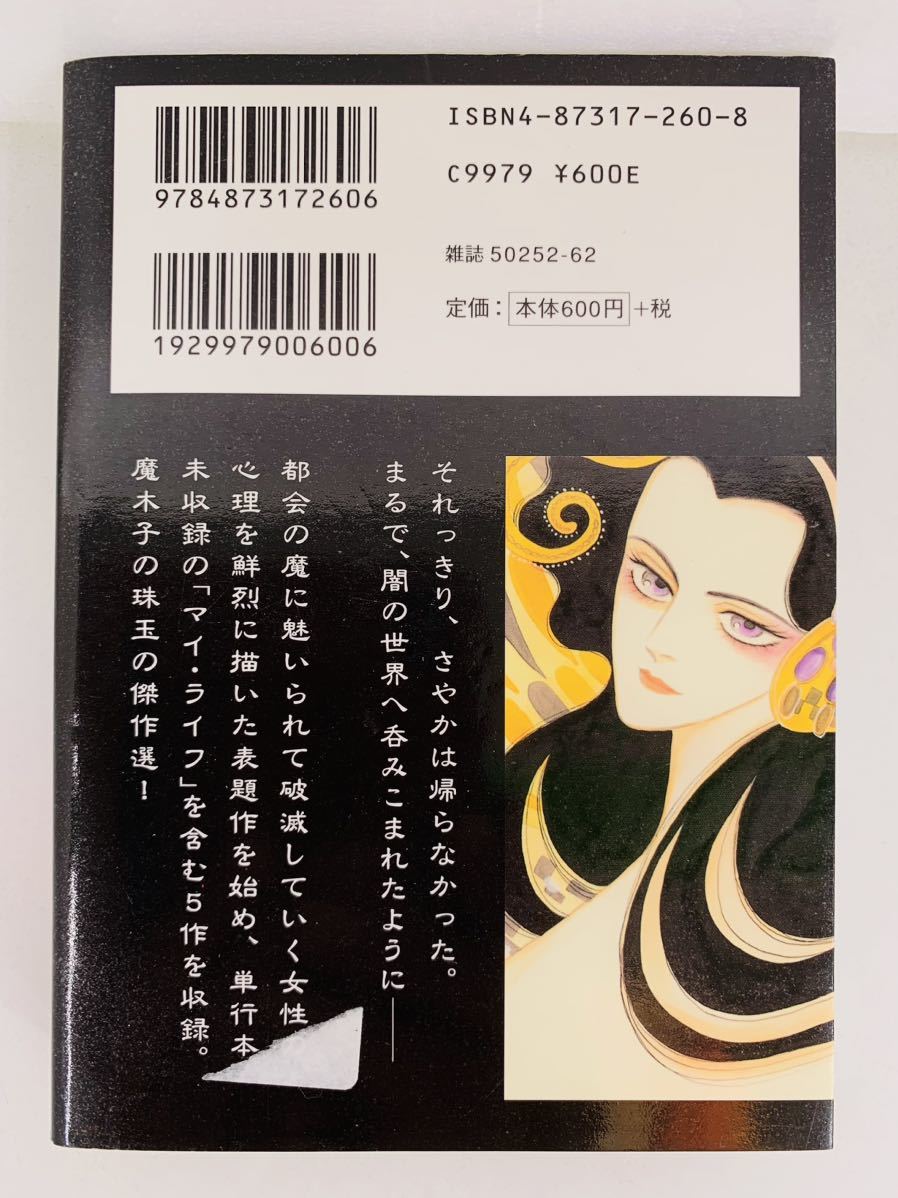 9784873172606
ISBN4-87317-260-8
C9979 ¥600E
1929979006006
雑誌 50252-62
定価：本体600円+税
それっきり、さやかは帰らなかった。
まるで、闇の世界へ呑みこまれたように──
都会の魔に魅いられて破滅していく女性
心理を鮮烈に描いた表題作を始め、単行本
未収録の「マイ・ライフ」を含む5作を収録。
魔木子の珠玉の傑作選！